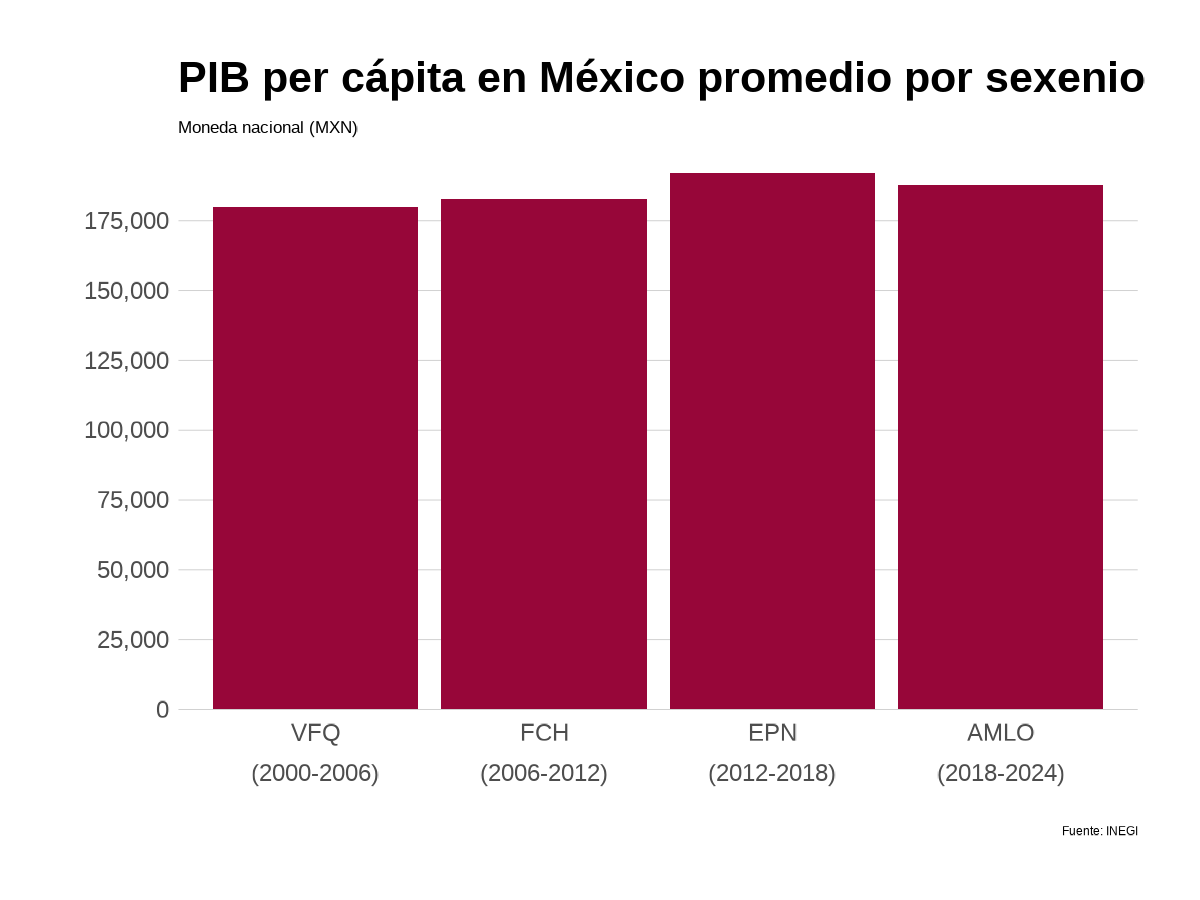 PIB per cápita en México promedio por sexenio
Moneda nacional (MXN)
175,000
150,000
125,000
100,000
75,000
50,000
25,000
0
VFQ FCH EPN AMLO
(2000-2006) (2006-2012) (2012-2018) (2018-2024)
Fuente: INEGI